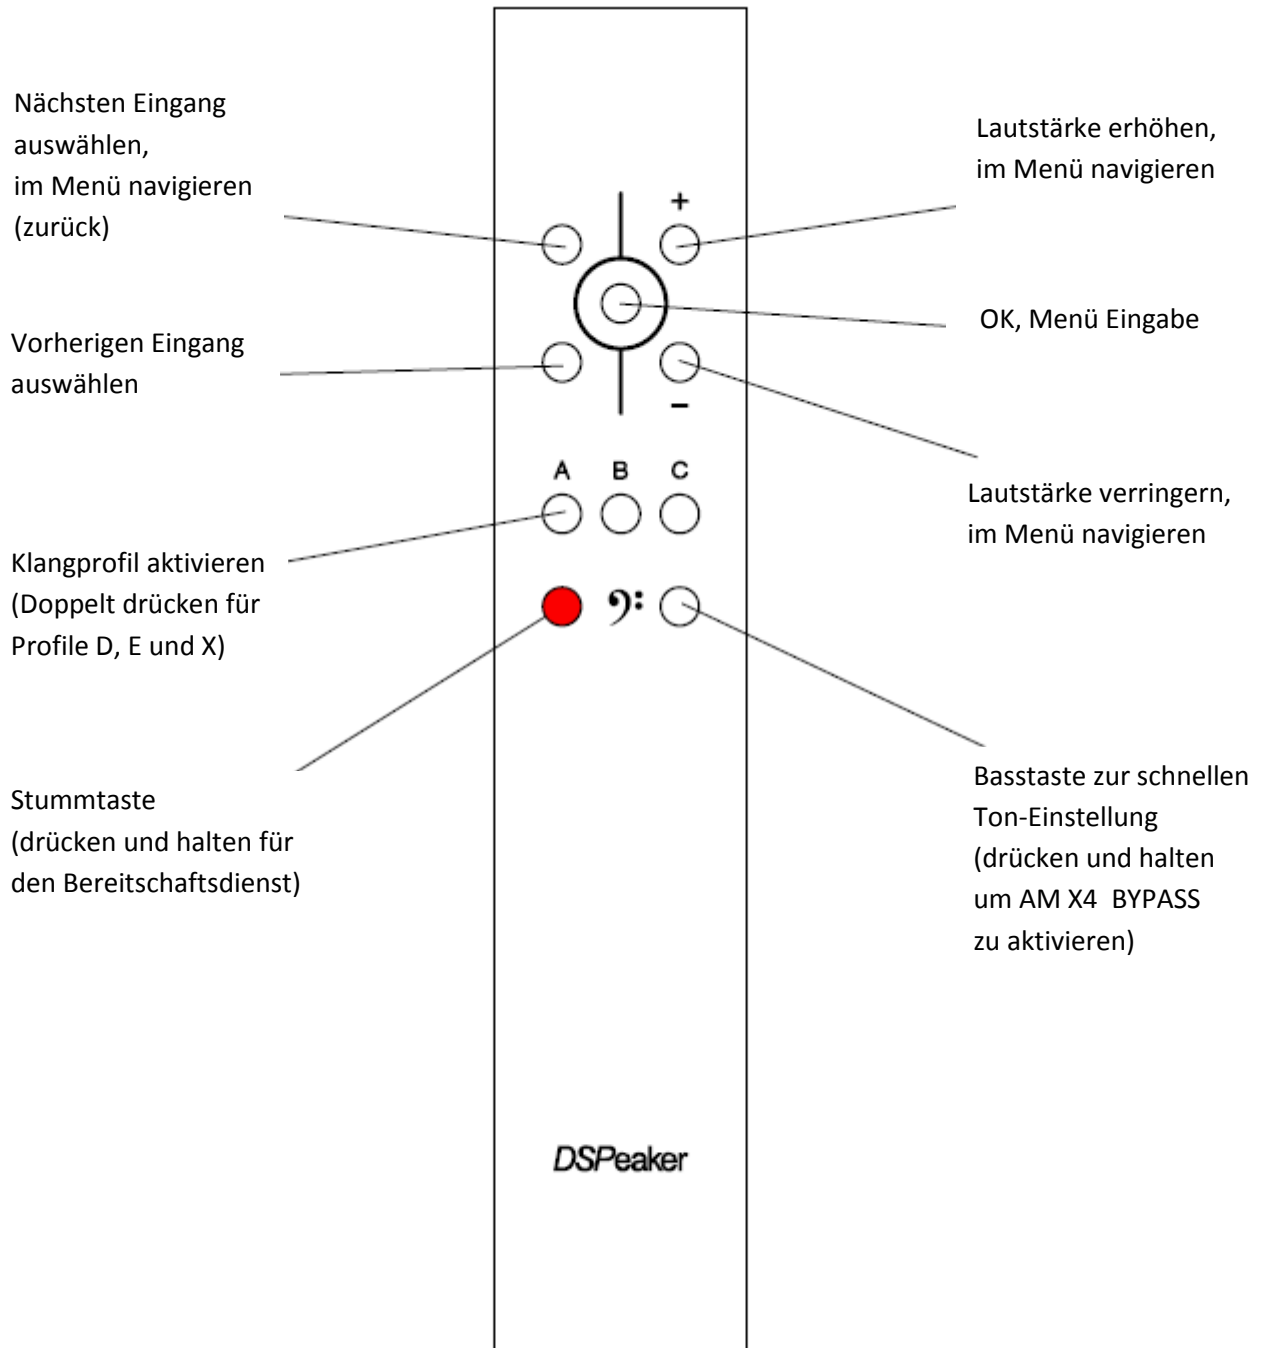 Nächsten Eingang
auswählen,
im Menü navigieren
(zurück)
Lautstärke erhöhen,
im Menü navigieren
+
OK, Menü Eingabe
Vorherigen Eingang
auswählen
−
A B C
Lautstärke verringern,
im Menü navigieren
Klangprofil aktivieren
(Doppelt drücken für
Profile D, E und X)
Stummtaste
(drücken und halten für
den Bereitschaftsdienst)
Basstaste zur schnellen
Ton-Einstellung
(drücken und halten
um AM X4 BYPASS
zu aktivieren)
DSPeaker